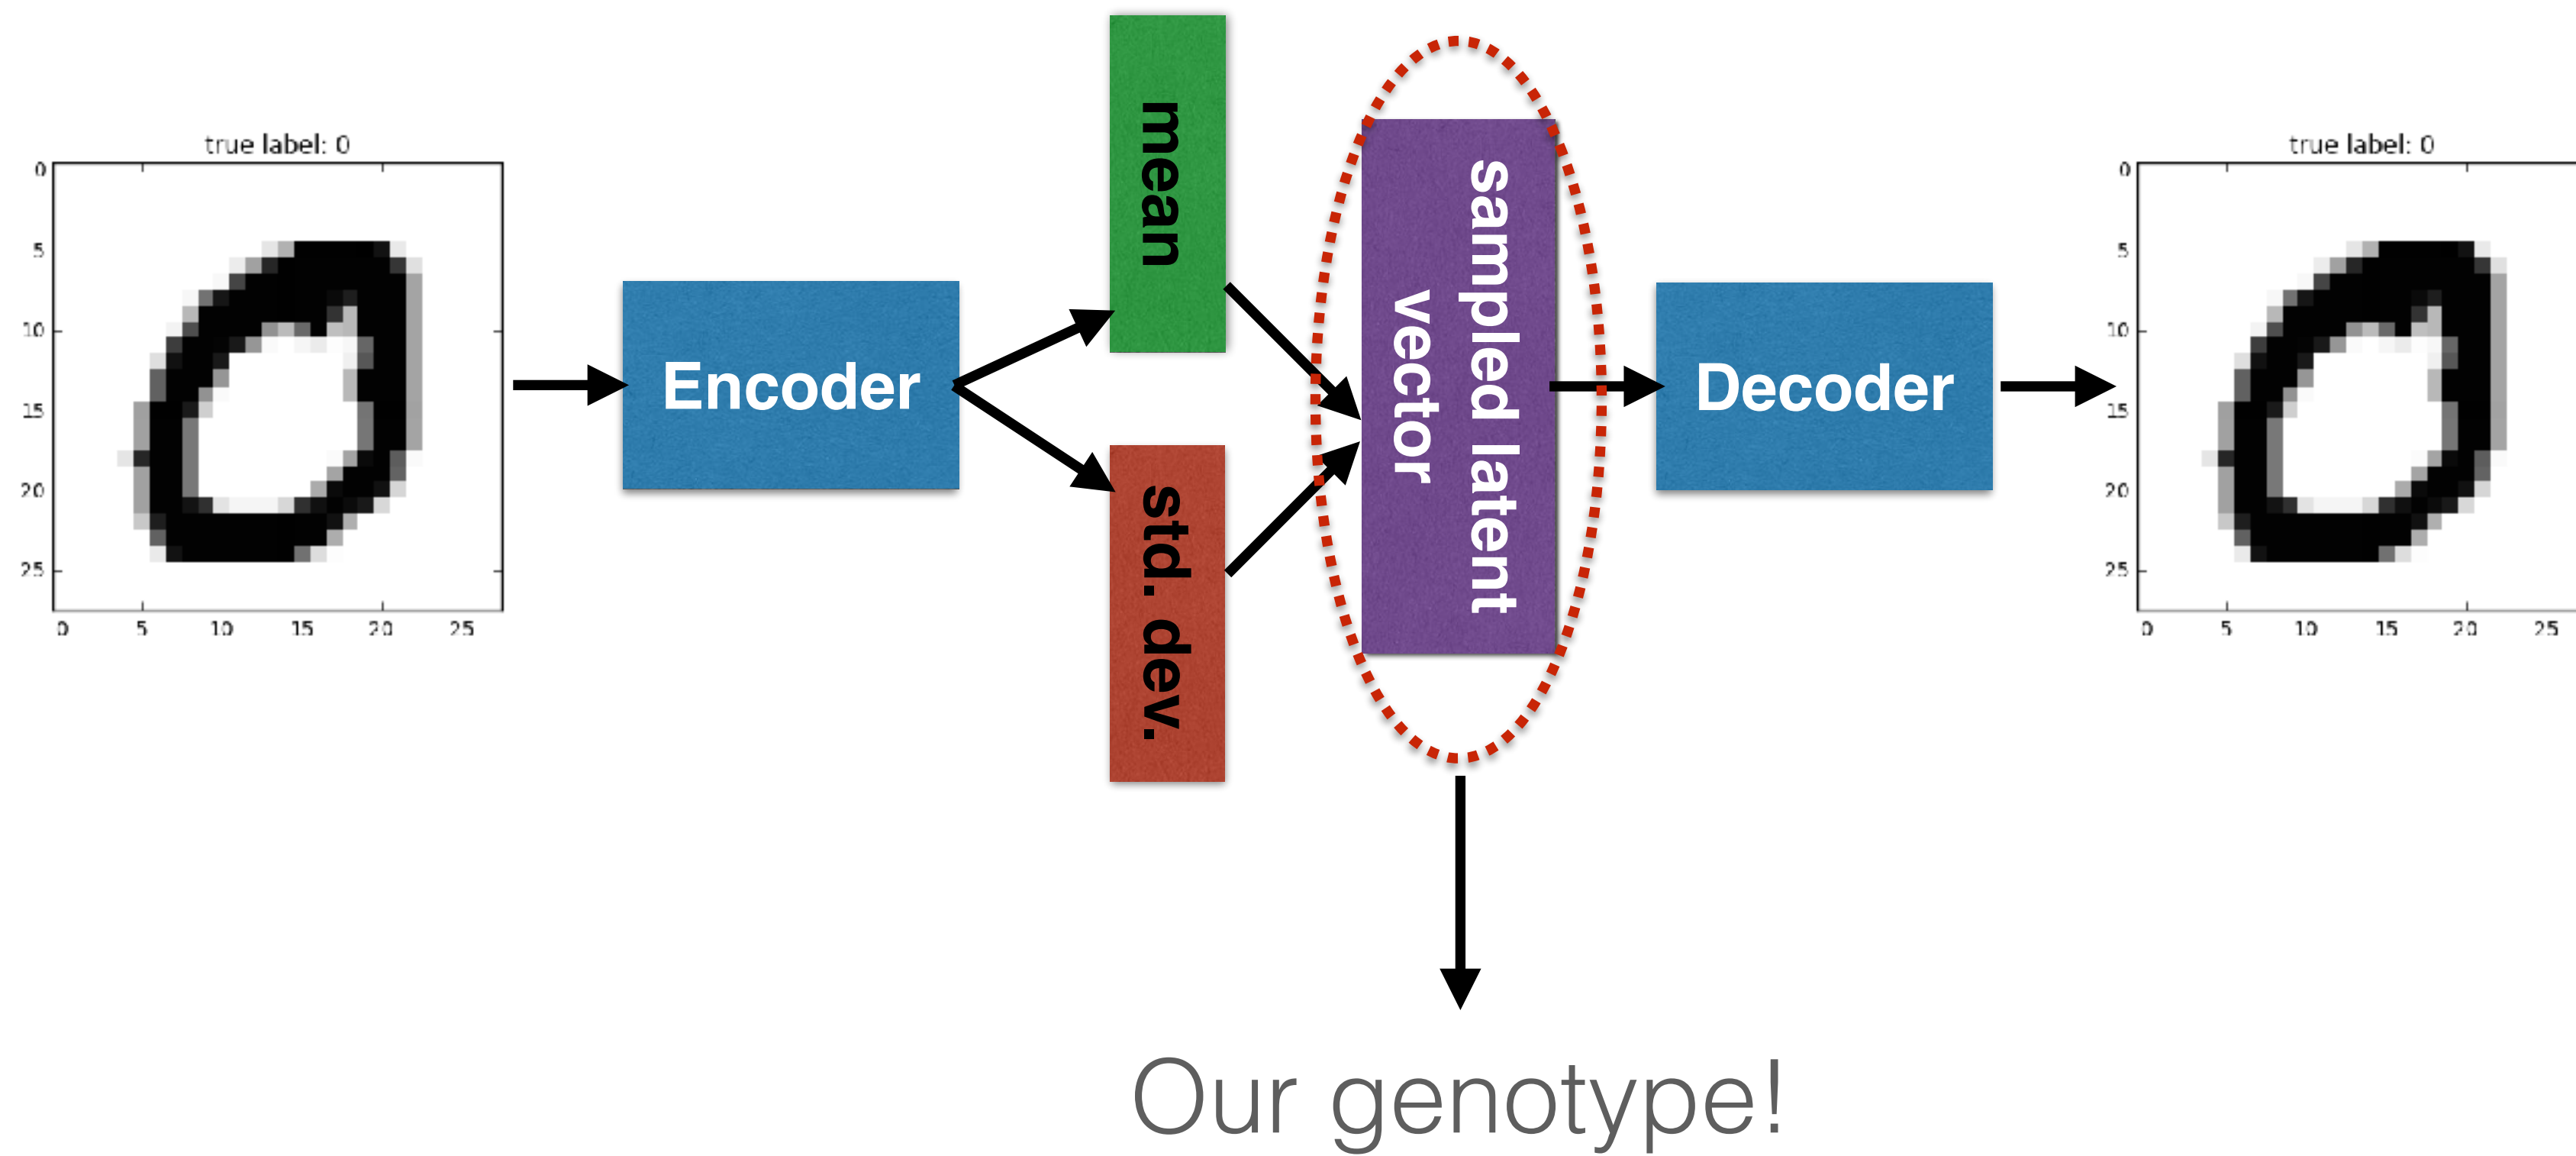 true label: 0
0
5
10
15
20
25
0 5 10 15 20 25
Encoder
mean
std. dev.
sampled latent
vector
Decoder
true label: 0
0
5
10
15
20
25
0 5 10 15 20 25
Our genotype!